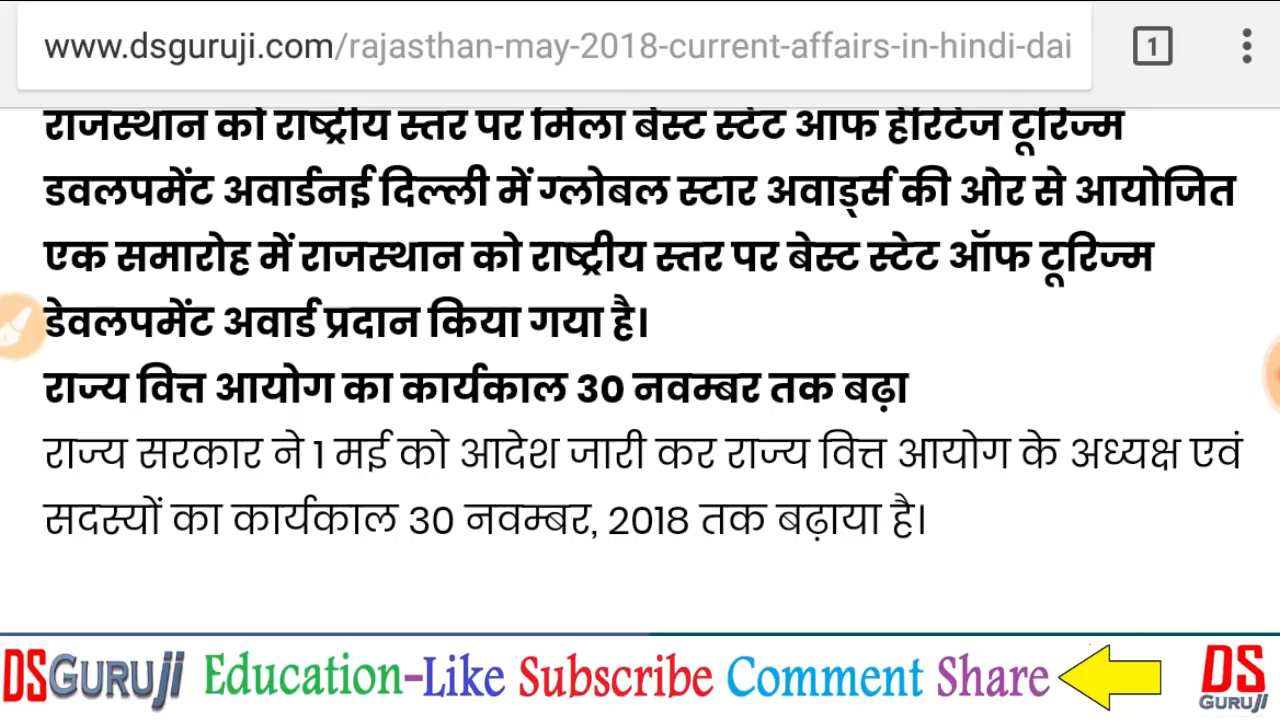 www.dsguruji.com/rajasthan-may-2018-current-affairs-in-hindi-dai
1
राजस्थान को राष्ट्रीय स्तर पर मिला बेस्ट स्टेट ऑफ हेरिटेज टूरिज्म
डवलपमेंट अवार्डनई दिल्ली में ग्लोबल स्टार अवार्ड्स की ओर से आयोजित
एक समारोह में राजस्थान को राष्ट्रीय स्तर पर बेस्ट स्टेट ऑफ टूरिज्म
डेवलपमेंट अवार्ड प्रदान किया गया है।
राज्य वित्त आयोग का कार्यकाल 30 नवम्बर तक बढ़ा
राज्य सरकार ने 1 मई को आदेश जारी कर राज्य वित्त आयोग के अध्यक्ष एवं
सदस्यों का कार्यकाल 30 नवम्बर, 2018 तक बढ़ाया है।
DSGURUJI Education-Like Subscribe Comment Share DS
GURUJI